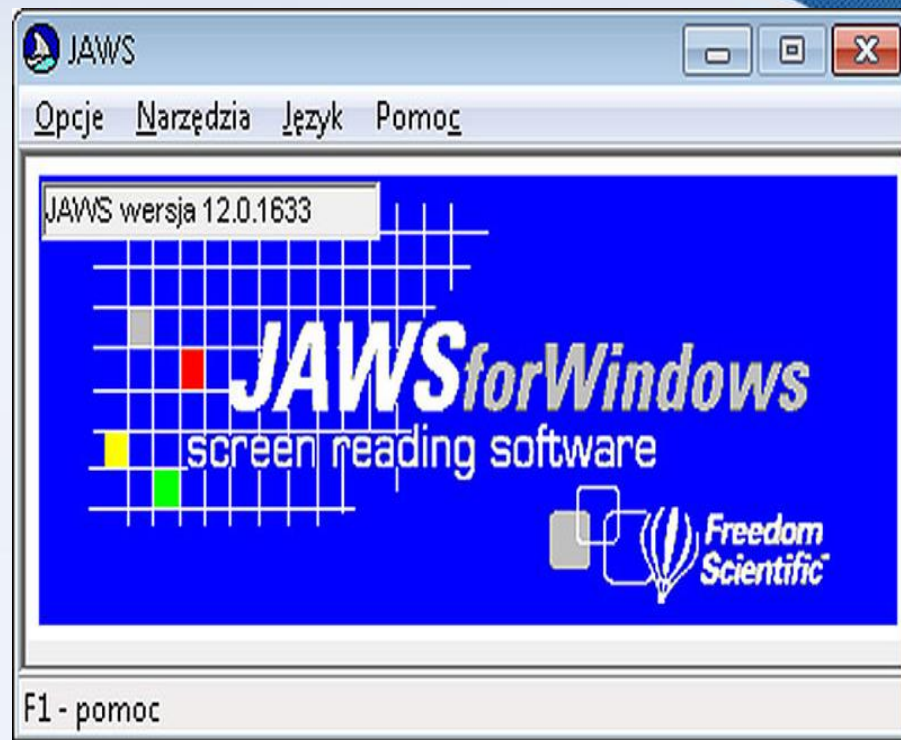 JAWS
Opcje Narzędzia Język Pomoc
JAWS wersja 12.0.1633
JAWSforWindows
screen reading software
Freedom
Scientific
F1 - pomoc